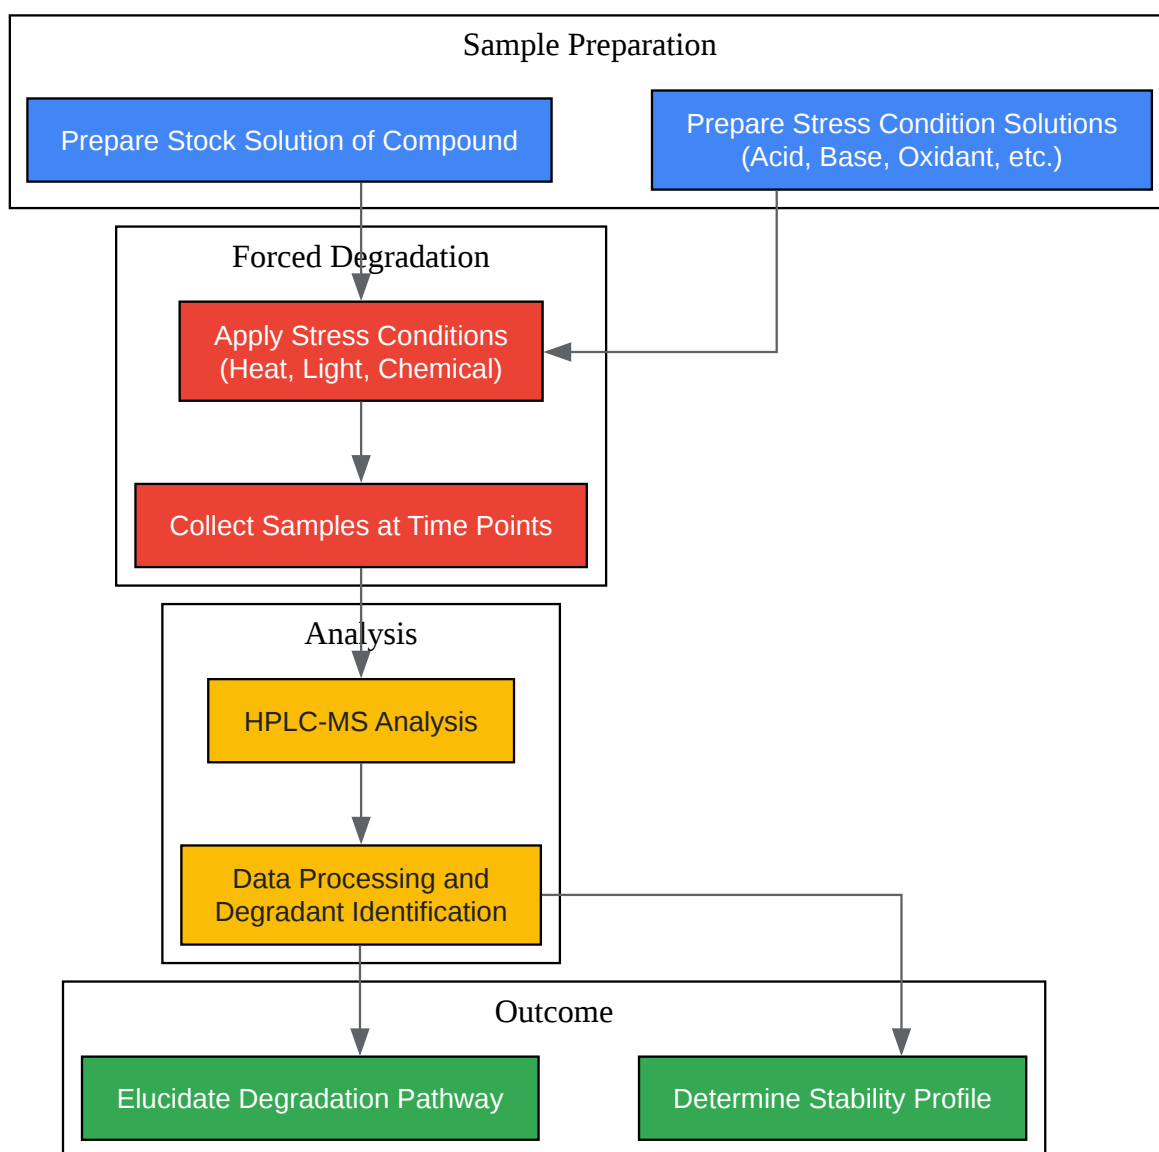 Sample Preparation
Prepare Stock Solution of Compound
Prepare Stress Condition Solutions
(Acid, Base, Oxidant, etc.)
Forced Degradation
Apply Stress Conditions
(Heat, Light, Chemical)
Collect Samples at Time Points
Analysis
HPLC-MS Analysis
Data Processing and
Degradant Identification
Outcome
Elucidate Degradation Pathway
Determine Stability Profile